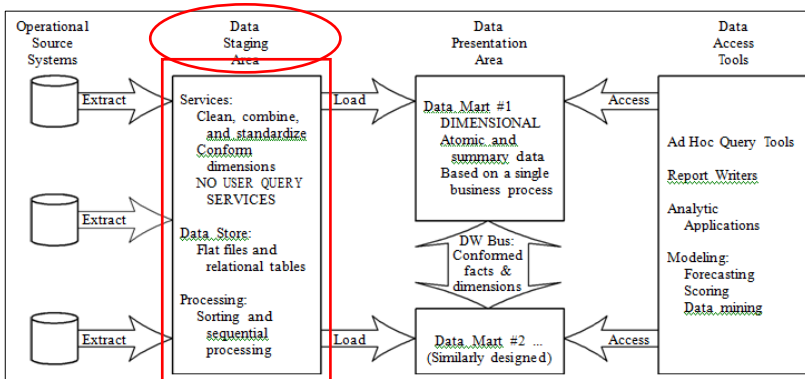 Operational
Source
Systems
Data
Staging
Area
Data
Presentation
Area
Data
Access
Tools
Extract
Extract
Extract
Services:
Clean, combine,
and standardize
Conform
dimensions
NO USER QUERY
SERVICES
Data Store:
Flat files and
relational tables
Processing:
Sorting and
sequential
processing
Load
Load
Data Mart #1
DIMENSIONAL
Atomic and
summary data
Based on a single
business process
DW Bus:
Conformed
facts &
dimensions
Data Mart #2 ...
(Similarly designed)
Access
Access
Ad Hoc Query Tools
Report Writers
Analytic
Applications
Modeling:
Forecasting
Scoring
Data mining